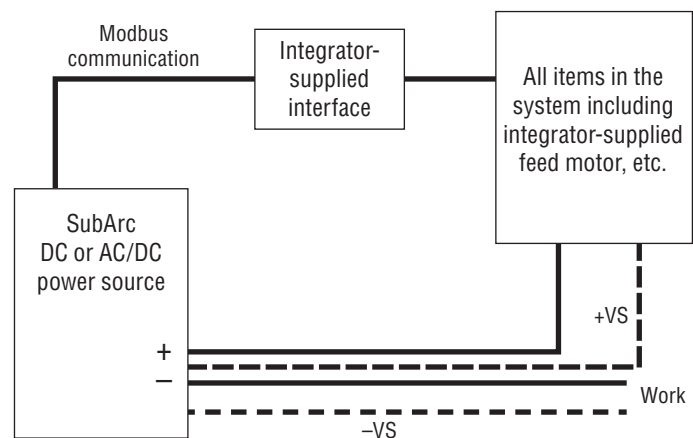 Modbus
communication
Integrator-
supplied
interface
All items in the
system including
integrator-supplied
feed motor, etc.
SubArc
DC or AC/DC
power source
+
–
+VS
Work
–VS